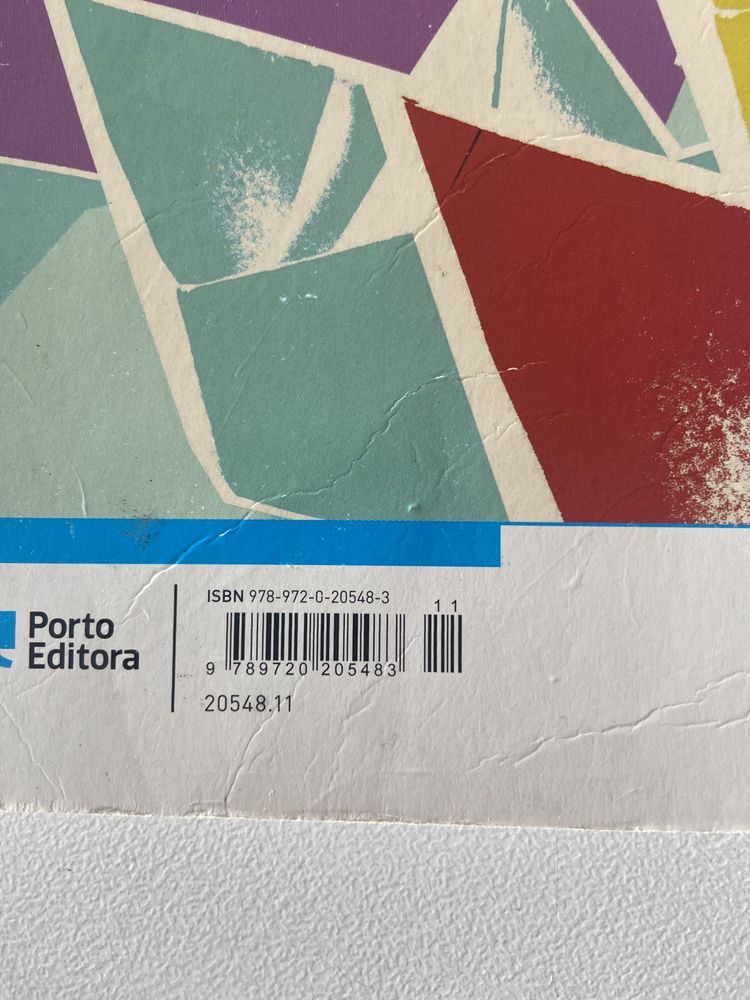 Porto
Editora
ISBN 978-972-0-20548-3
11
9 789720 205483
20548.11